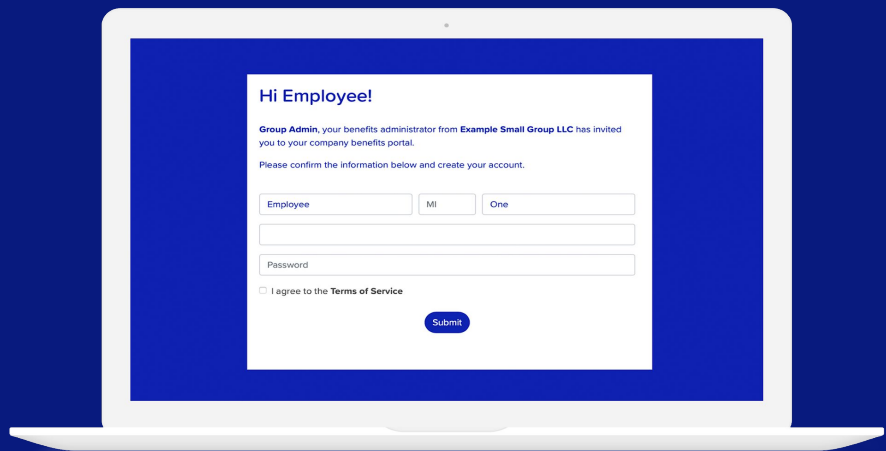 Hi Employee!
Group Admin, your benefits administrator from Example Small Group LLC has invited
you to your company benefits portal.
Please confirm the information below and create your account.
Employee MI One
Password
I agree to the Terms of Service
Submit